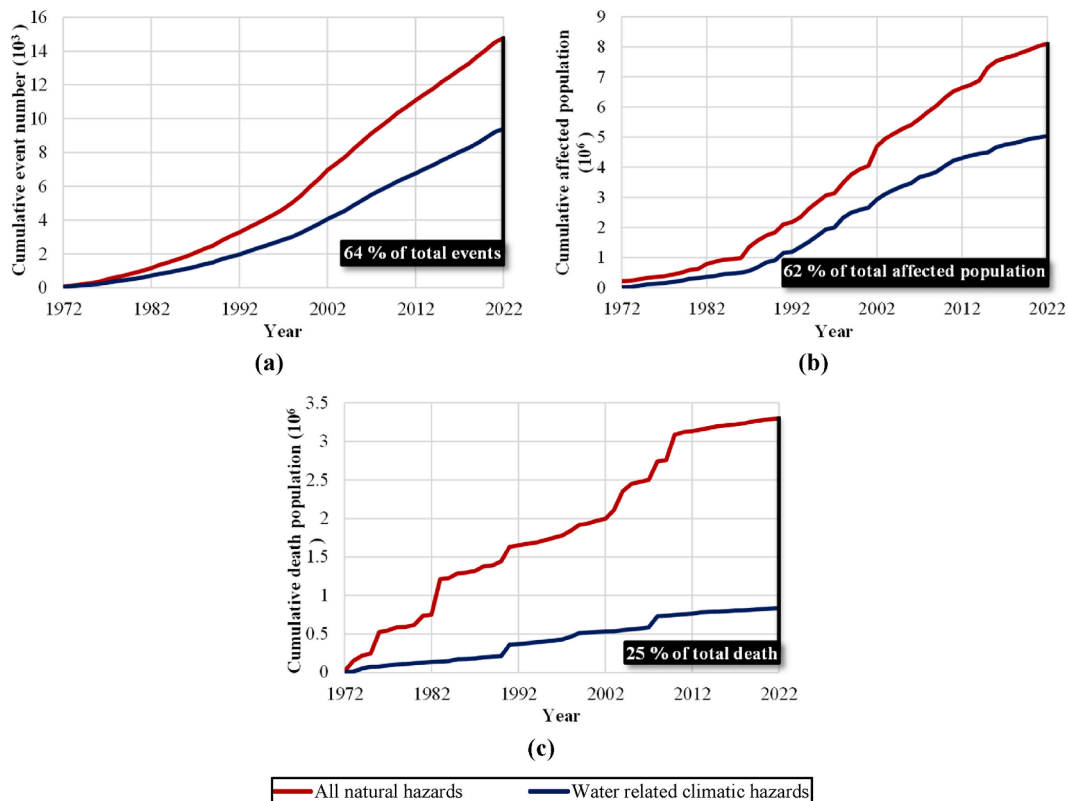 Cumulative event number (10³)
16
14
12
10
8
6
4
2
0
64 % of total events
1972 1982 1992 2002 2012 2022
Year
(a)
Cumulative affected population
(10⁶)
9
8
7
6
5
4
3
2
1
0
62 % of total affected population
1972 1982 1992 2002 2012 2022
Year
(b)
Cumulative death population (10⁶
)
3.5
3
2.5
2
1.5
1
0.5
0
25 % of total death
1972 1982 1992 2002 2012 2022
Year
(c)
All natural hazards Water related climatic hazards